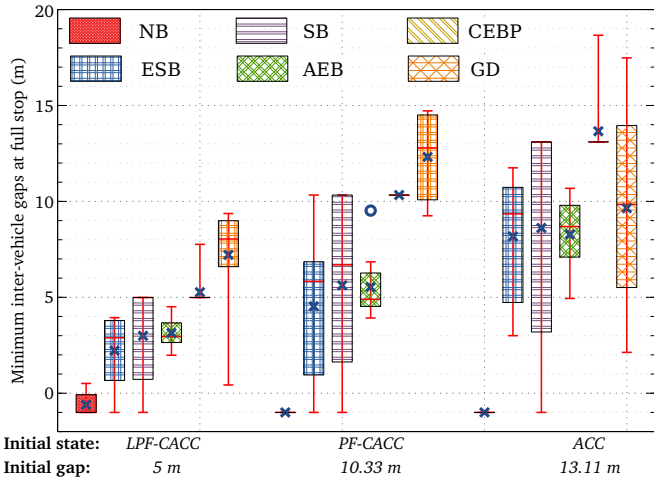 Minimum inter-vehicle gaps at full stop (m)
20
15
10
5
0
NB
SB
CEBP
ESB
AEB
GD
Initial state: LPF-CACC PF-CACC ACC
Initial gap: 5 m 10.33 m 13.11 m